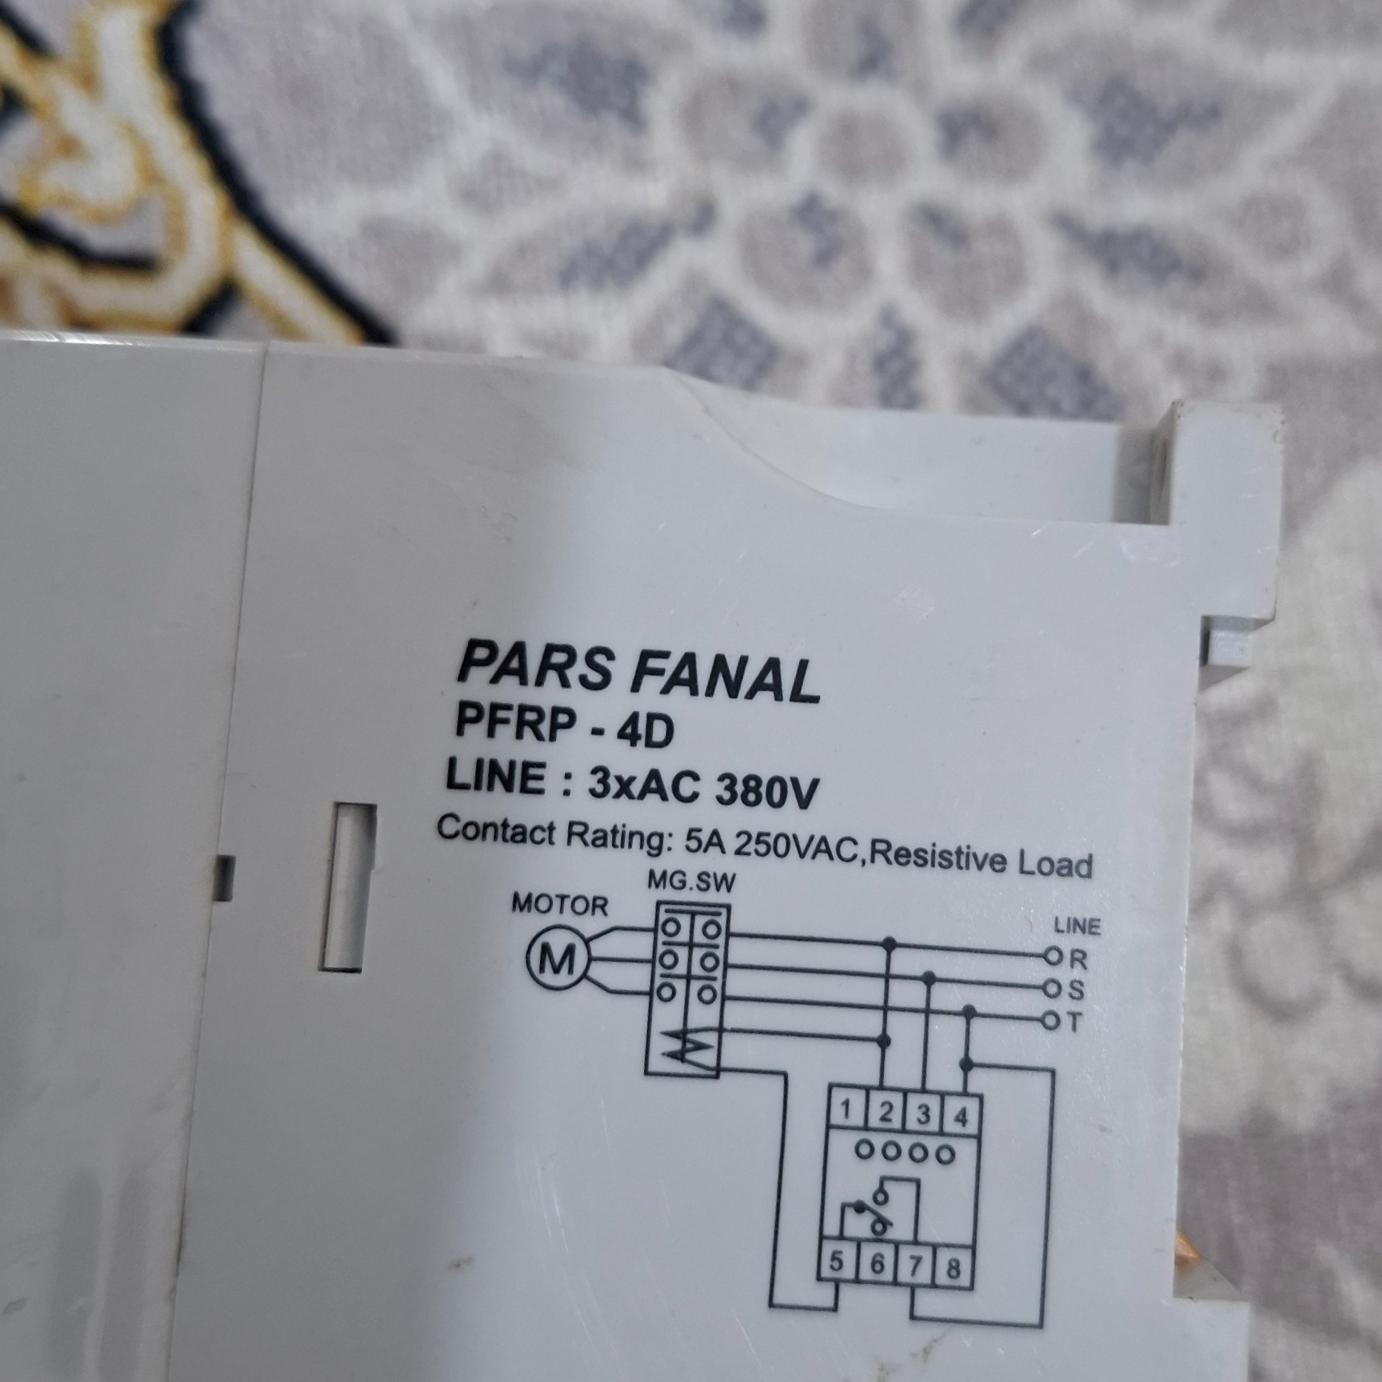 PARS FANAL
PFRP - 4D
LINE : 3xAC 380V
Contact Rating: 5A 250VAC,Resistive Load
MG.SW
MOTOR
LINE
M
R
S
T
1 2 3 4
5 6 7 8